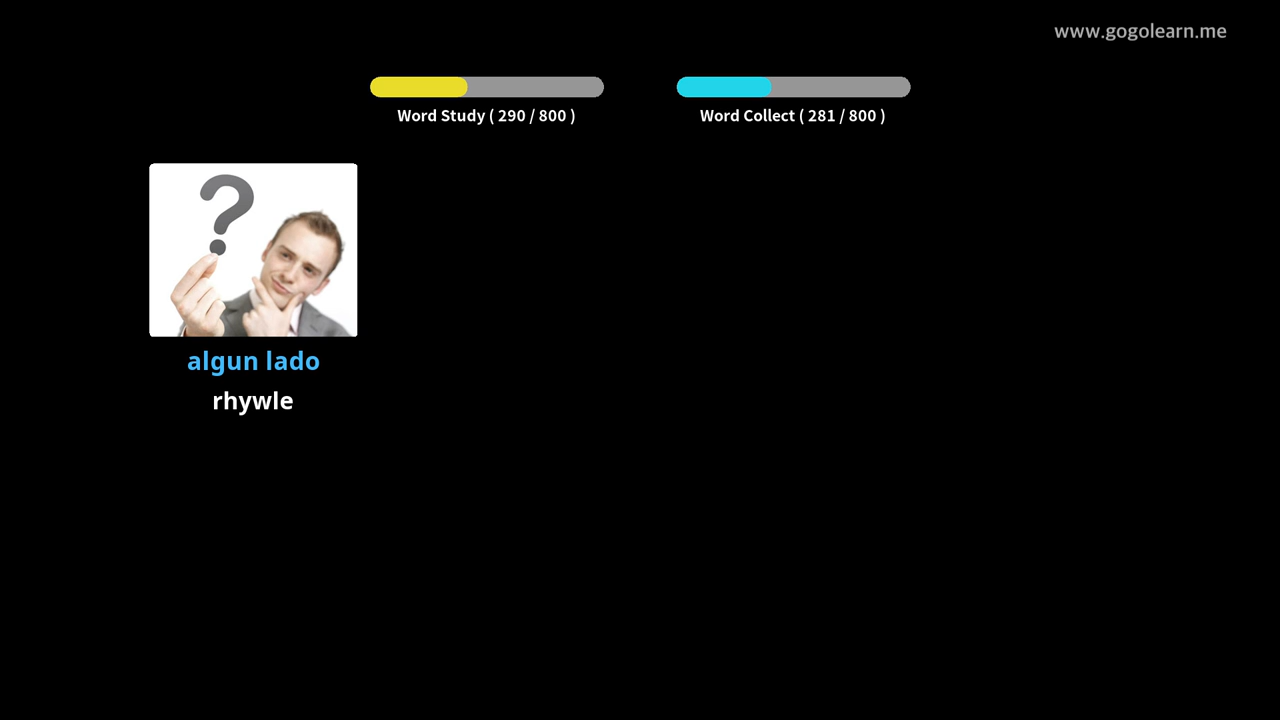 www.gogolearn.me
Word Study ( 290 / 800 )
Word Collect ( 281 / 800 )
?
algun lado
rhywle